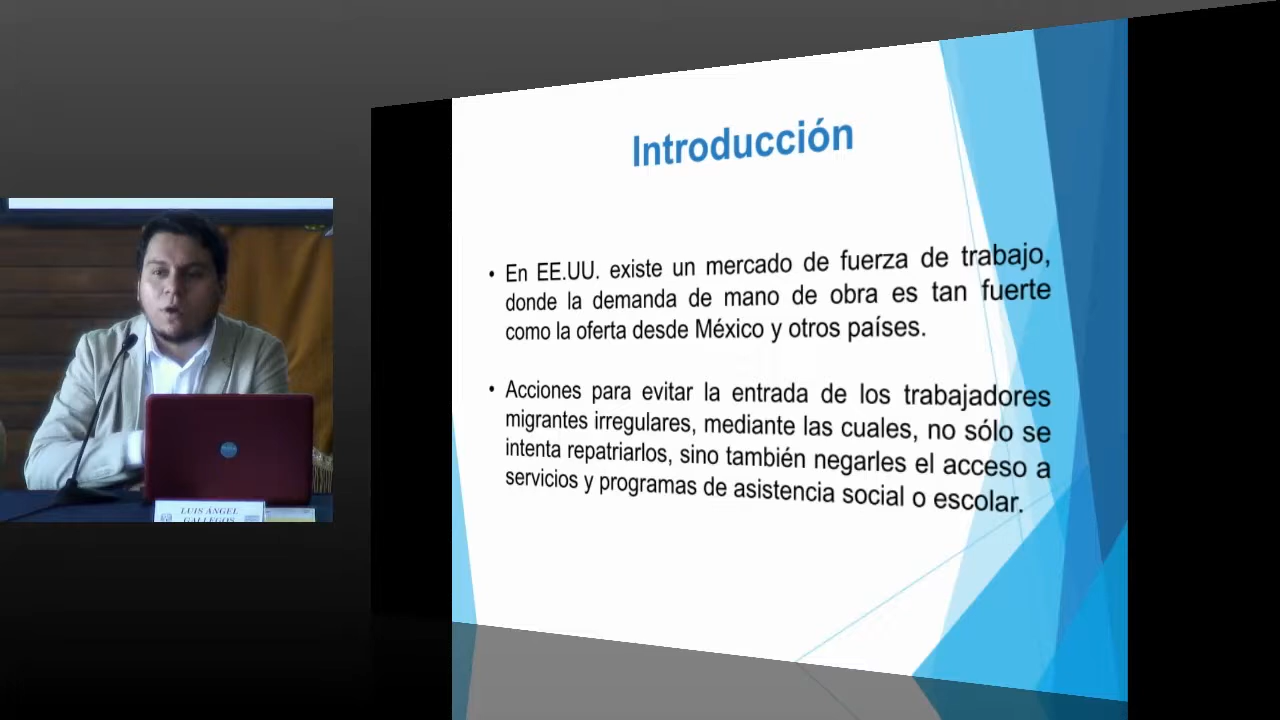 Introducción
• En EE.UU. existe un mercado de fuerza de trabajo,
donde la demanda de mano de obra es tan fuerte
como la oferta desde México y otros países.
• Acciones para evitar la entrada de los trabajadores
migrantes irregulares, mediante las cuales, no sólo se
intenta repatriarlos, sino también negarles el acceso a
servicios y programas de asistencia social o escolar.
LUIS ÁNGEL
GALLEGOS